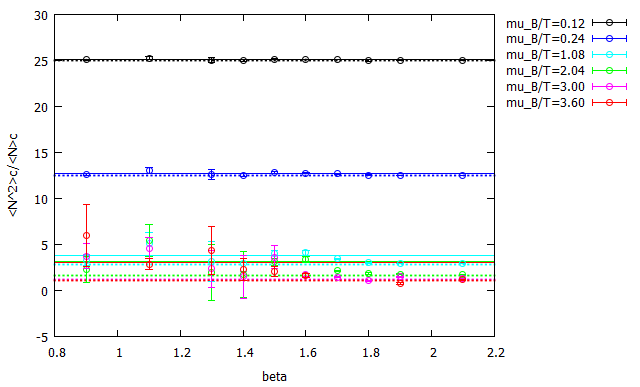 30
25
20
15
10
5
0
-5
0.8 1 1.2 1.4 1.6 1.8 2 2.2
beta
<N^2>c/<N>c
mu_B/T=0.12
mu_B/T=0.24
mu_B/T=1.08
mu_B/T=2.04
mu_B/T=3.00
mu_B/T=3.60